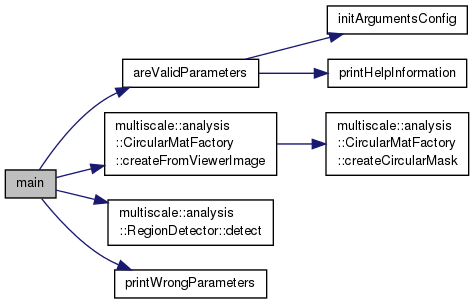 initArgumentsConfig
areValidParameters
printHelpInformation
multiscale::analysis
::CircularMatFactory
::createFromViewerImage
multiscale::analysis
::CircularMatFactory
::createCircularMask
main
multiscale::analysis
::RegionDetector::detect
printWrongParameters